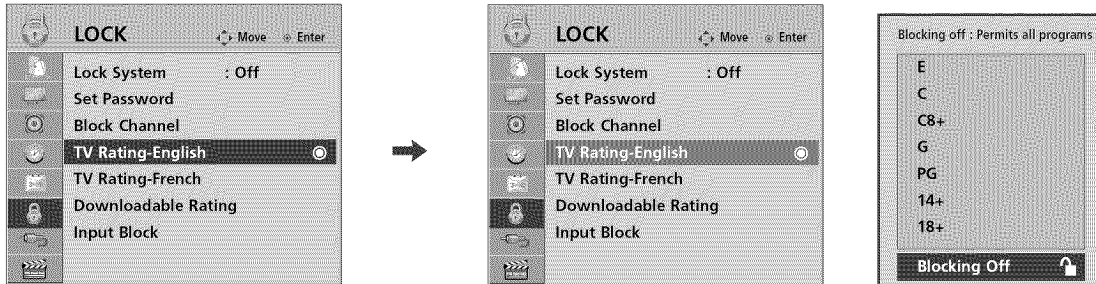 LOCK Move Enter
Lock System : Off
Set Password
Block Channel
TV Rating-English
TV Rating-French
Downloadable Rating
Input Block
LOCK Move Enter
Lock System : Off
Set Password
Block Channel
TV Rating-English
TV Rating-French
Downloadable Rating
Input Block
Blocking off : Permits all programs
E
C
C8+
G
PG
14+
18+
Blocking Off